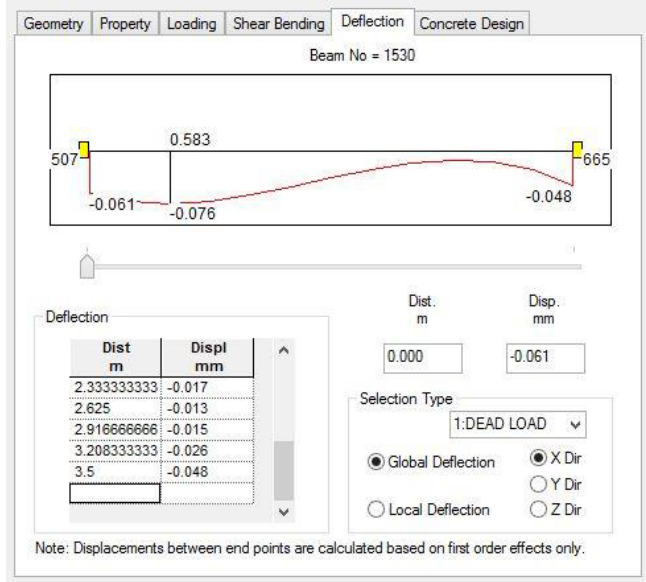 Geometry Property Loading Shear Bending Deflection Concrete Design
Beam No = 1530
0.583
507
665
-0.061
-0.076
-0.048
Dist.
m
Disp.
mm
0.000
-0.061
Deflection
Dist
m
Displ
mm
2.333333333 -0.017
2.625 -0.013
2.916666666 -0.015
3.208333333 -0.026
3.5 -0.048
Selection Type
1:DEAD LOAD
Global Deflection
Local Deflection
X Dir
Y Dir
Z Dir
Note: Displacements between end points are calculated based on first order effects only.